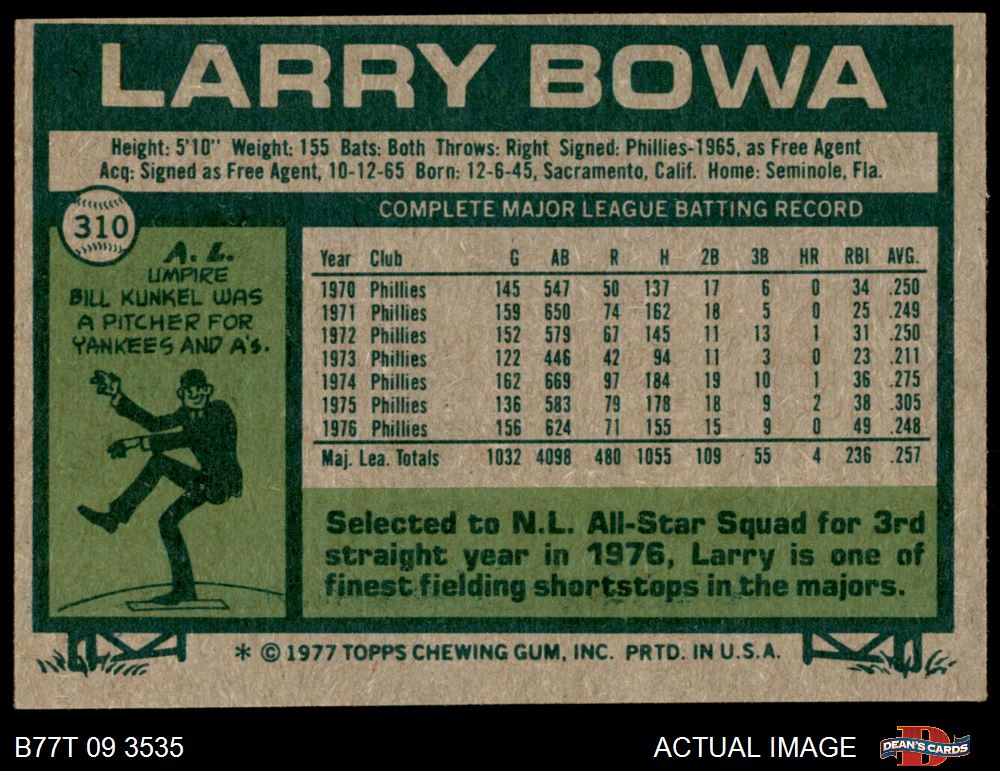 LARRY BOWA
Height: 5'10" Weight: 155 Bats: Both Throws: Right Signed: Phillies-1965, as Free Agent
Acq: Signed as Free Agent, 10-12-65 Born: 12-6-45, Sacramento, Calif. Home: Seminole, Fla.
310
A. L.
UMPIRE
BILL KUNKEL WAS
A PITCHER FOR
YANKEES AND A's.
COMPLETE MAJOR LEAGUE BATTING RECORD
Year Club G AB R H 2B 3B HR RBI AVG.
1970 Phillies 145 547 50 137 17 6 0 34 .250
1971 Phillies 159 650 74 162 18 5 0 25 .249
1972 Phillies 152 579 67 145 11 13 1 31 .250
1973 Phillies 122 446 42 94 11 3 0 23 .211
1974 Phillies 162 669 97 184 19 10 1 36 .275
1975 Phillies 136 583 79 178 18 9 2 38 .305
1976 Phillies 156 624 71 155 15 9 0 49 .248
Maj. Lea. Totals 1032 4098 480 1055 109 55 4 236 .257
Selected to N.L. All-Star Squad for 3rd
straight year in 1976, Larry is one of
finest fielding shortstops in the majors.
* © 1977 TOPPS CHEWING GUM, INC. PRTD. IN U.S.A.
B77T 09 3535
ACTUAL IMAGE
DEAN'S CARDS